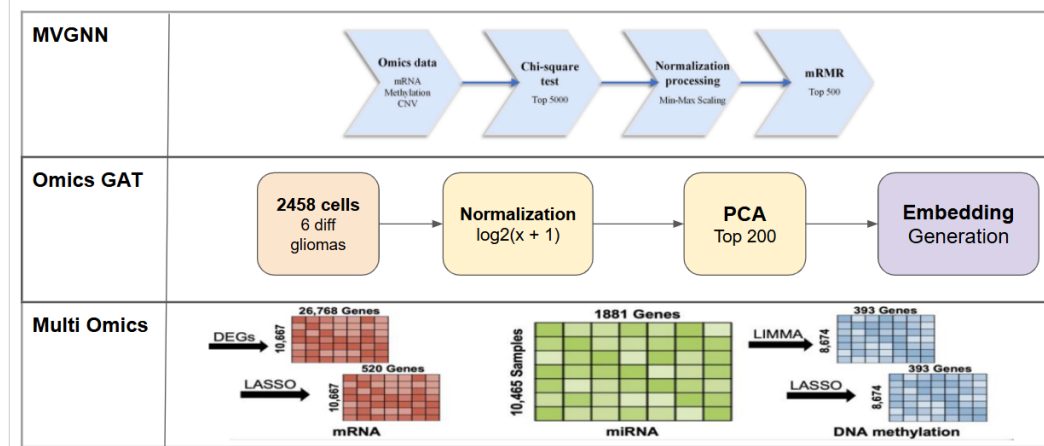 MVGNN
Omics data
mRNA
Methylation
CNV
Chi-square
test
Top 5000
Normalization
processing
Min-Max Scaling
mRMR
Top 500
Omics GAT
2458 cells
6 diff
gliomas
Normalization
log2(x + 1)
PCA
Top 200
Embedding
Generation
Multi Omics
DEGs
26,768 Genes
10,667
LASSO
520 Genes
10,667
mRNA
1881 Genes
10,465 Samples
miRNA
LIMMA
393 Genes
8,674
LASSO
393 Genes
8,674
DNA methylation